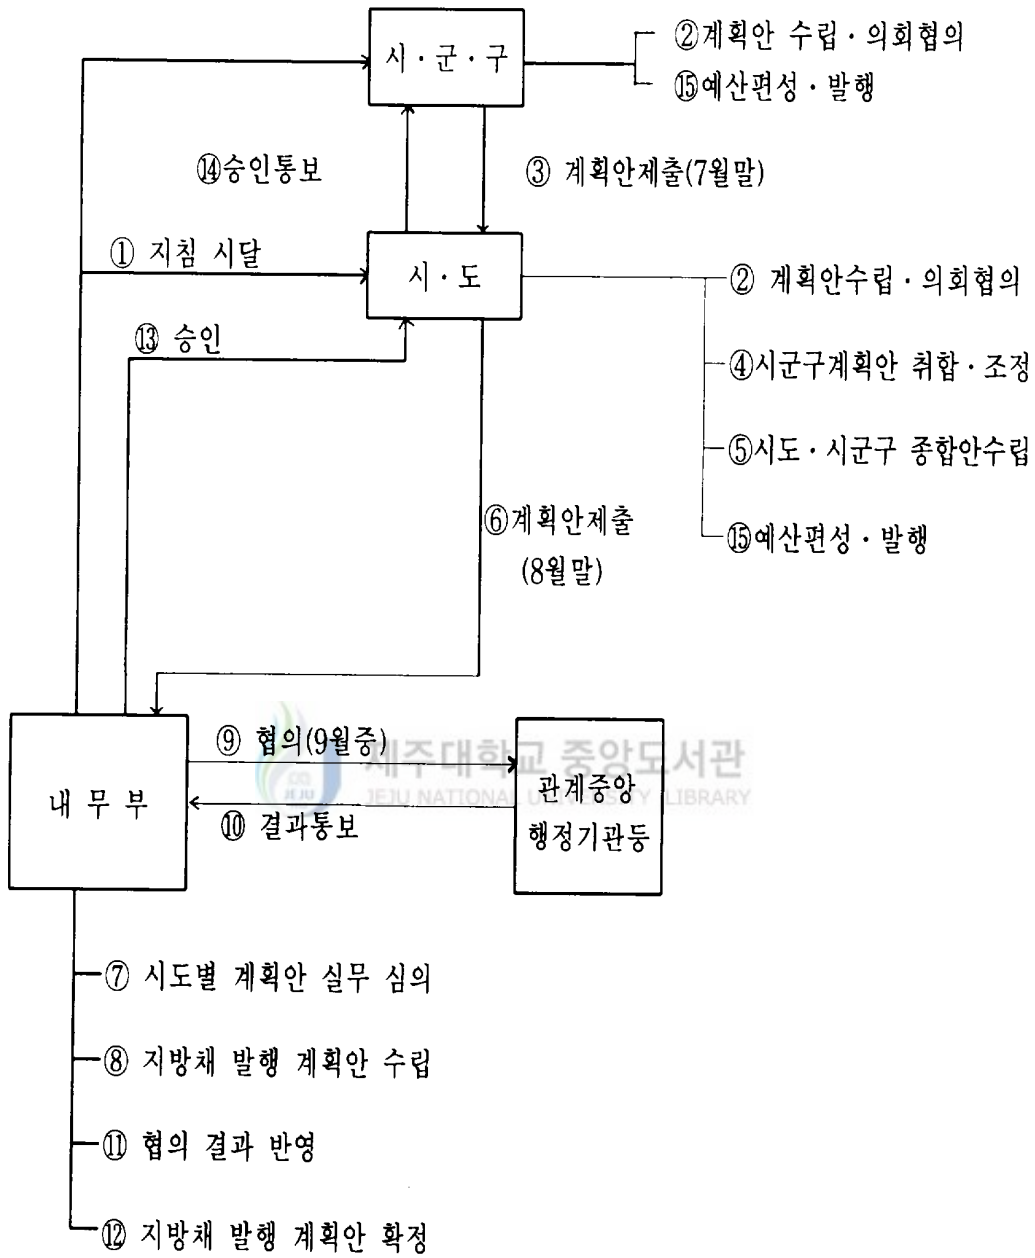 시·군·구
②계획안 수립·의회협의
⑮예산편성·발행
⑭승인통보
③ 계획안제출(7월말)
① 지침 시달
시·도
② 계획안수립·의회협의
⑬ 승인
④시군구계획안 취합·조정
⑤시도·시군구 종합안수립
⑥계획안제출
(8월말)
⑮예산편성·발행
내 무 부
⑨ 협의(9월중)
제주대학교 중앙도서관
JEJU NATIONAL UNIVERSITY LIBRARY
JEJU
⑩ 결과통보
관계중앙
행정기관등
⑦ 시도별 계획안 실무 심의
⑧ 지방채 발행 계획안 수립
⑪ 협의 결과 반영
⑫ 지방채 발행 계획안 확정